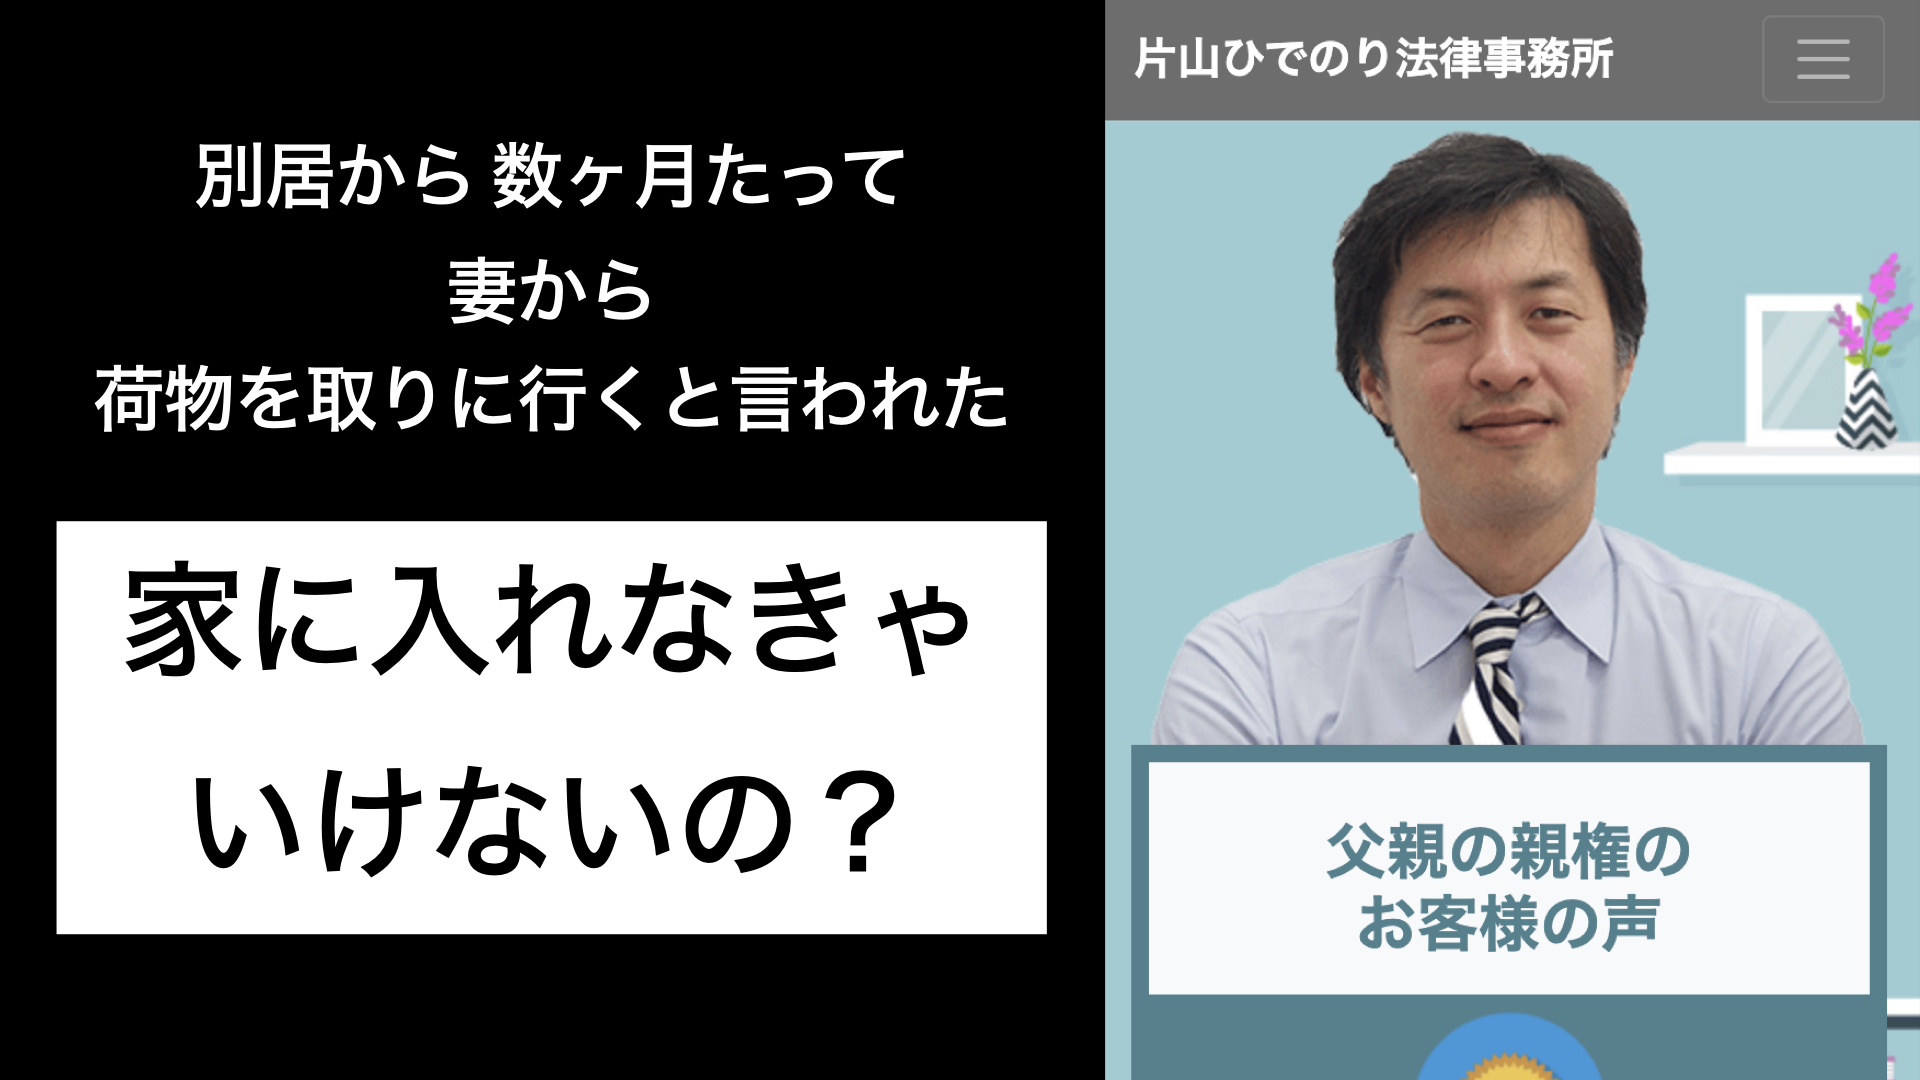 別居から 数ヶ月たって
妻から
荷物を取りに行くと言われた
家に入れなきゃ
いけないの？
片山ひでのり法律事務所
父親の親権の
お客様の声